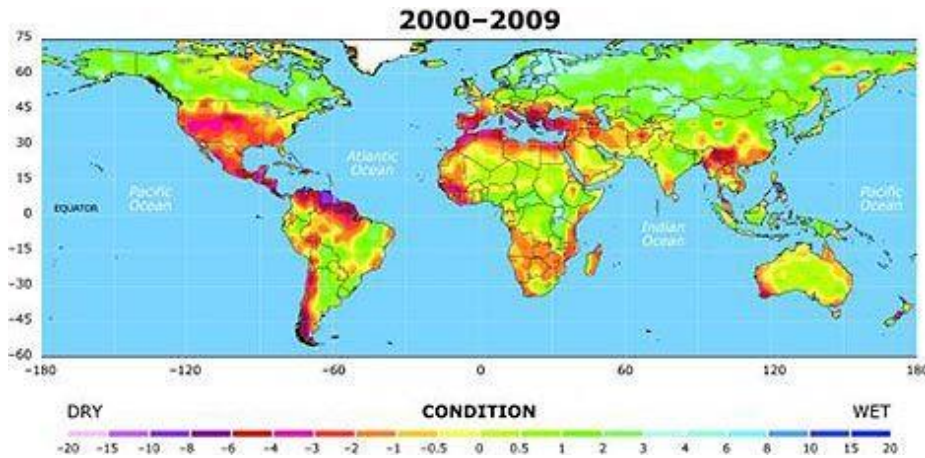 2000–2009
75
60
45
30
15
0
–15
–30
–45
–60
Atlantic
Ocean
Pacific
Ocean
EQUATOR
Indian
Ocean
Pacific
Ocean
–180
–120
–60
0
60
120
180
DRY
CONDITION
WET
–20 –15 –10 –8 –6 –4 –3 –2 –1 –0.5 0 0.5 1 2 3 4 6 8 10 15 20